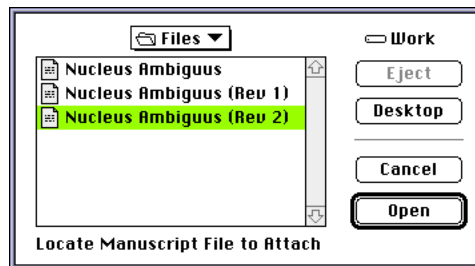 Files
Work
Nucleus Ambiguus
Nucleus Ambiguus (Rev 1)
Nucleus Ambiguus (Rev 2)
Eject
Desktop
Cancel
Open
Locate Manuscript File to Attach